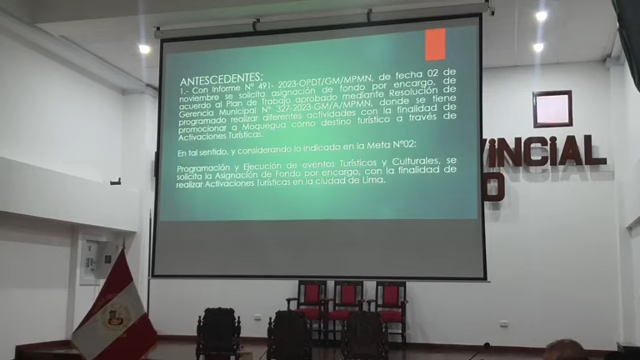 ANTESCEDENTES:
1.- Con Informe N° 491- 2023-OPDT/GM/MPMN, de fecha 02 de
noviembre se solicita asignación de fondo por encargo, de
acuerdo al Plan de Trabajo aprobado mediante Resolución de
Gerencia Municipal N° 327-2023-GM/A/MPMN, donde se tiene
programado realizar diferentes actividades con la finalidad de
promocionar a Moquegua como destino turístico a través de
Activaciones Turísticas.
En tal sentido, y considerando lo indicado en la Meta N°02:
Programación y Ejecución de eventos Turísticos y Culturales, se
solicita la Asignación de Fondo por encargo, con la finalidad de
realizar Activaciones Turísticas en la ciudad de Lima.
VINCIAL
O